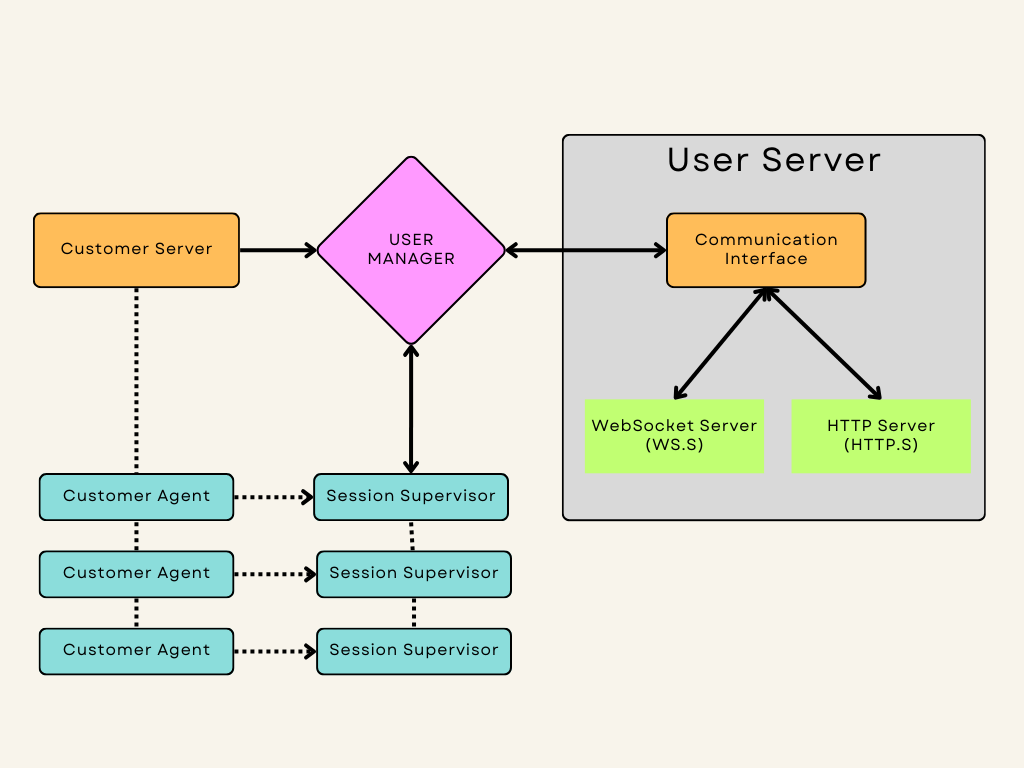 User Server
Customer Server
USER
MANAGER
Communication
Interface
WebSocket Server
(WS.S)
HTTP Server
(HTTP.S)
Customer Agent
Session Supervisor
Customer Agent
Session Supervisor
Customer Agent
Session Supervisor